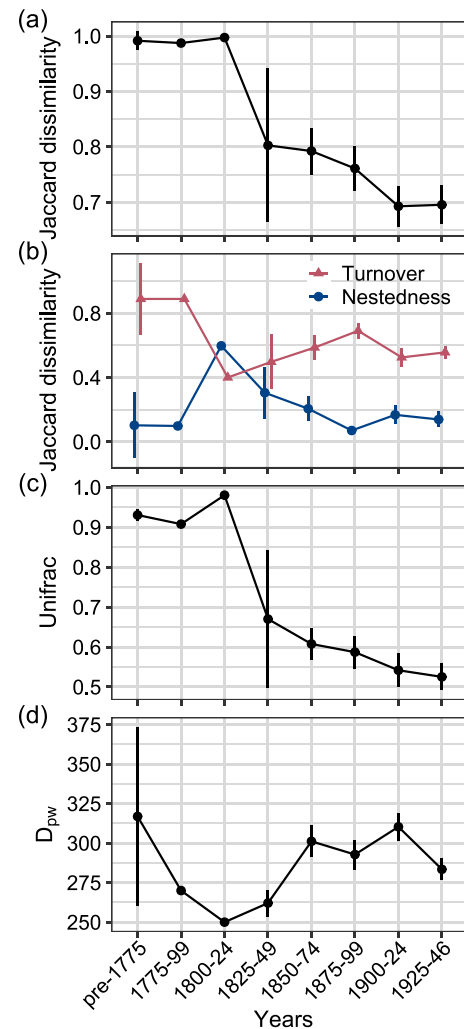 (a)
Jaccard dissimilarity
1.0
0.9
0.8
0.7
(b)
Jaccard dissimilarity
0.8
0.4
0.0
Turnover
Nestedness
(c)
Unifrac
1.0
0.9
0.8
0.7
0.6
0.5
(d)
Dpw
375
350
325
300
275
250
pre-1775
1775-99
1800-24
1825-49
1850-74
1875-99
1900-24
1925-46
Years